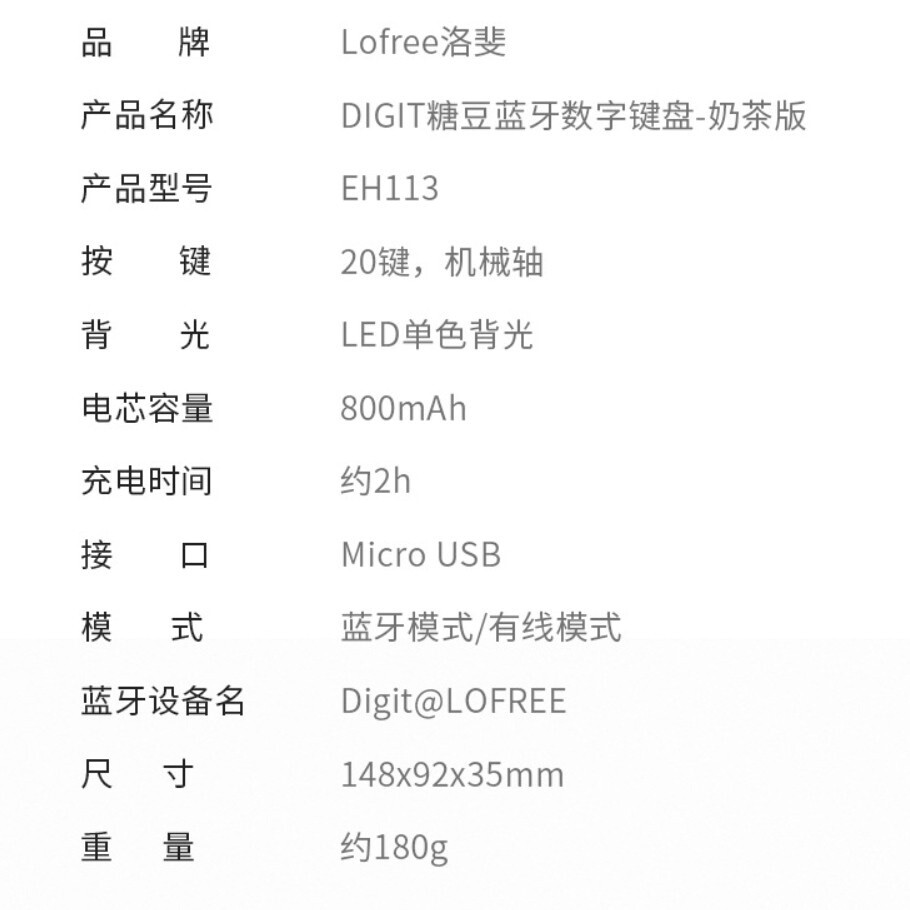 品牌 Lofree洛斐
产品名称 DIGIT糖豆蓝牙数字键盘-奶茶版
产品型号 EH113
按键 20键，机械轴
背光 LED单色背光
电芯容量 800mAh
充电时间 约2h
接口 Micro USB
模式 蓝牙模式/有线模式
蓝牙设备名 Digit@LOFREE
尺寸 148x92x35mm
重量 约180g